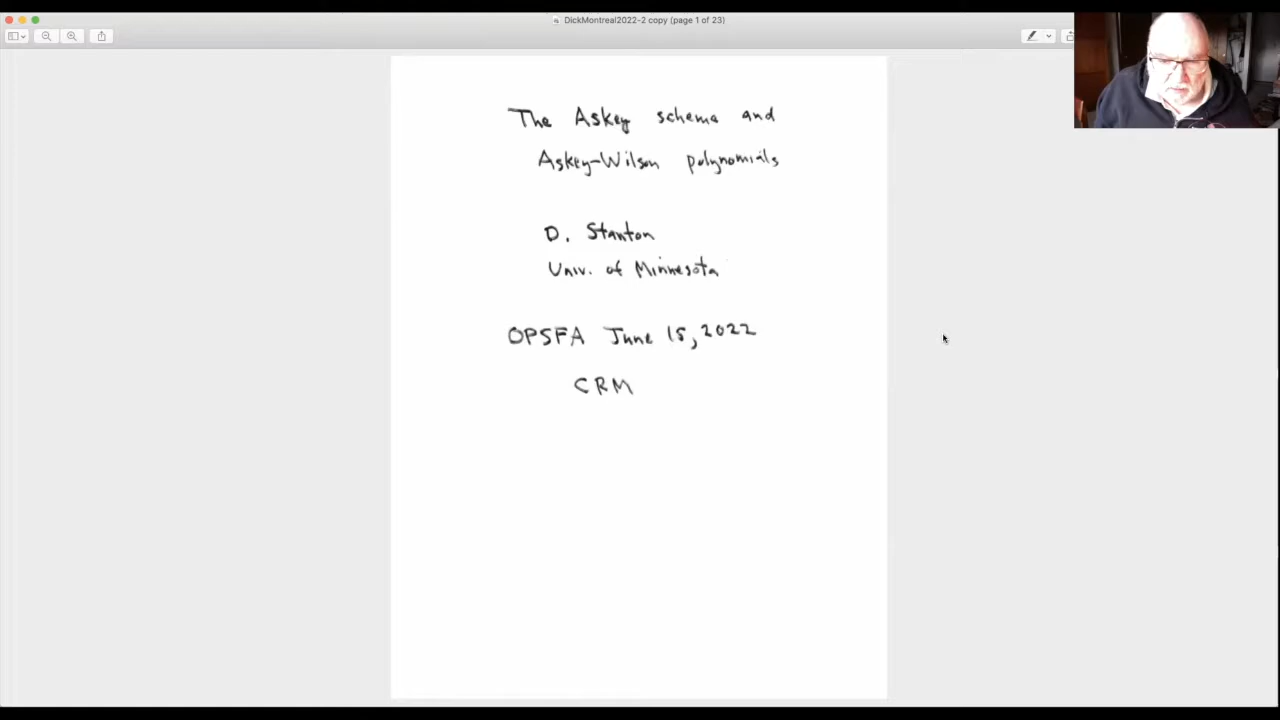 DickMontreal2022-2 copy (page 1 of 23)
The Askey schema and
Askey-Wilson polynomials
D. Stanton
Univ. of Minnesota
OPSFA June 15, 2022
CRM